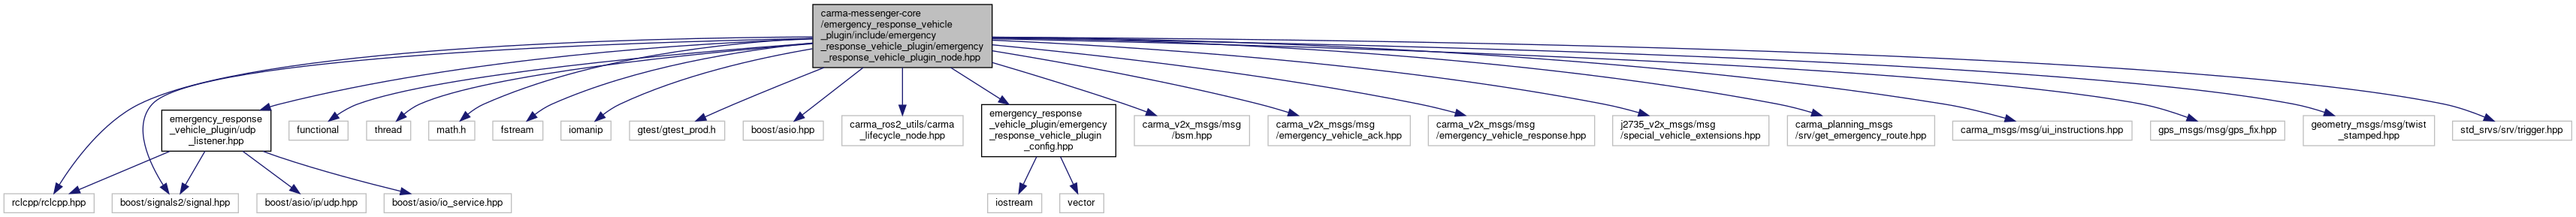 carma-messenger-core
/emergency_response_vehicle
_plugin/include/emergency
_response_vehicle_plugin/emergency
_response_vehicle_plugin_node.hpp
emergency_response
_vehicle_plugin/udp
_listener.hpp
functional
thread
math.h
fstream
iomanip
gtest/gtest_prod.h
boost/asio.hpp
carma_ros2_utils/carma
_lifecycle_node.hpp
emergency_response
_vehicle_plugin/emergency
_response_vehicle_plugin
_config.hpp
carma_v2x_msgs/msg
/bsm.hpp
carma_v2x_msgs/msg
/emergency_vehicle_ack.hpp
carma_v2x_msgs/msg
/emergency_vehicle_response.hpp
j2735_v2x_msgs/msg
/special_vehicle_extensions.hpp
carma_planning_msgs
/srv/get_emergency_route.hpp
carma_msgs/msg/ui_instructions.hpp
gps_msgs/msg/gps_fix.hpp
geometry_msgs/msg/twist
_stamped.hpp
std_srvs/srv/trigger.hpp
rclcpp/rclcpp.hpp
boost/signals2/signal.hpp
boost/asio/ip/udp.hpp
boost/asio/io_service.hpp
iostream
vector